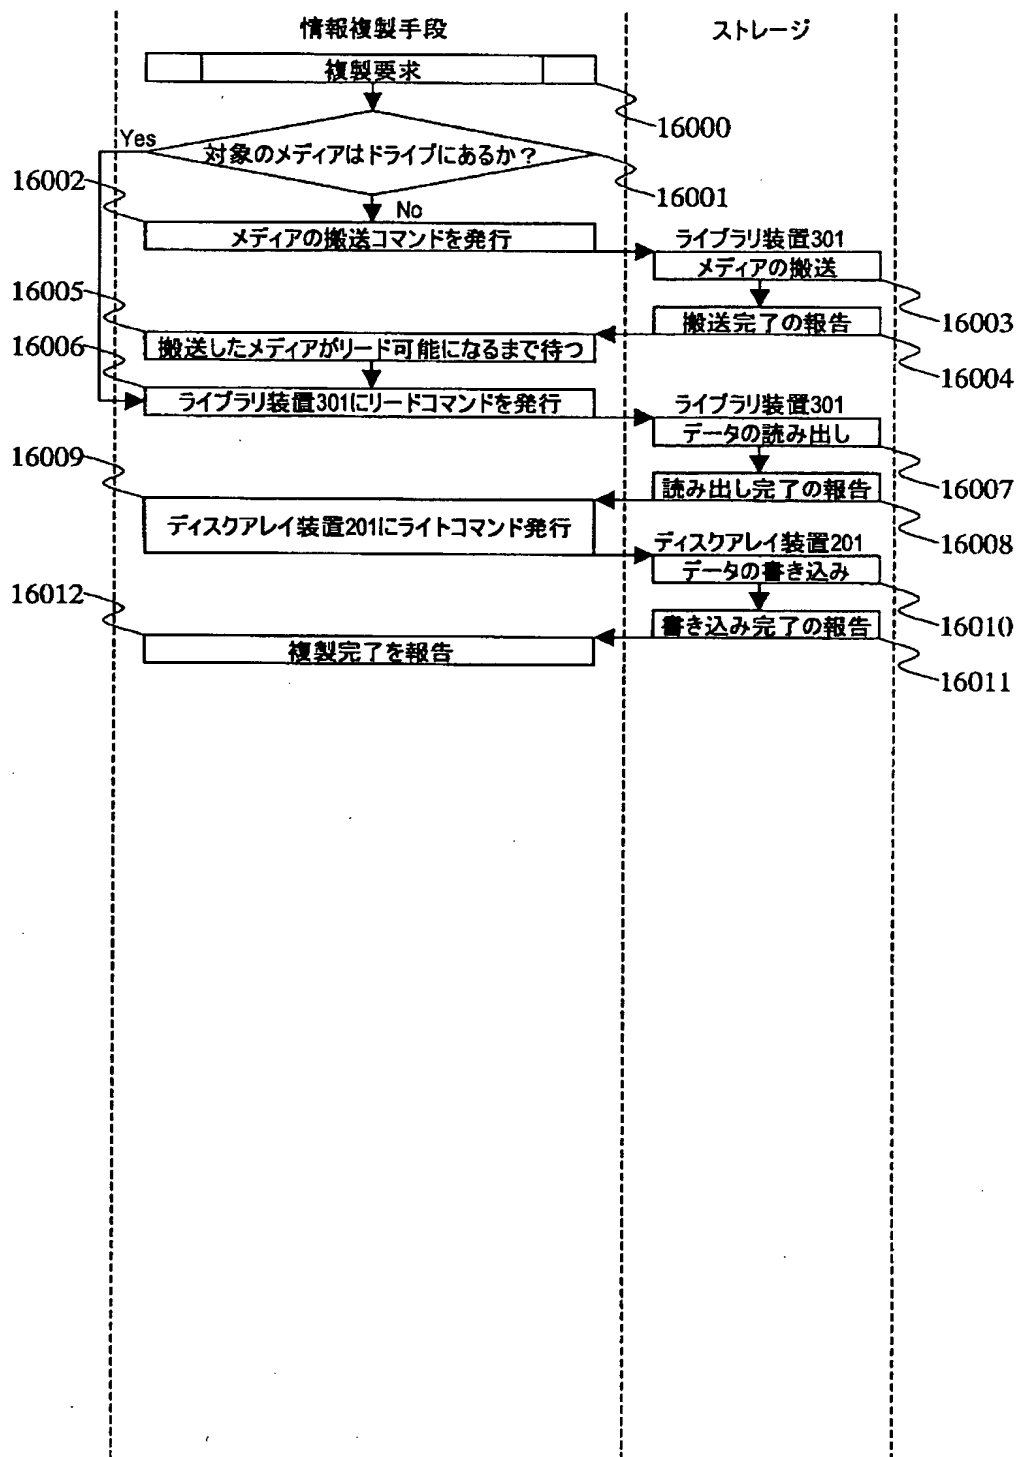 情報複製手段
ストレージ
複製要求
16000
Yes
対象のメディアはドライブにあるか？
16001
16002
No
メディアの搬送コマンドを発行
ライブラリ装置301
メディアの搬送
16003
16005
搬送完了の報告
16004
搬送したメディアがリード可能になるまで待つ
16006
ライブラリ装置301にリードコマンドを発行
ライブラリ装置301
データの読み出し
16007
16009
読み出し完了の報告
16008
ディスクアレイ装置201にライトコマンド発行
ディスクアレイ装置201
データの書き込み
16010
16012
書き込み完了の報告
16011
複製完了を報告